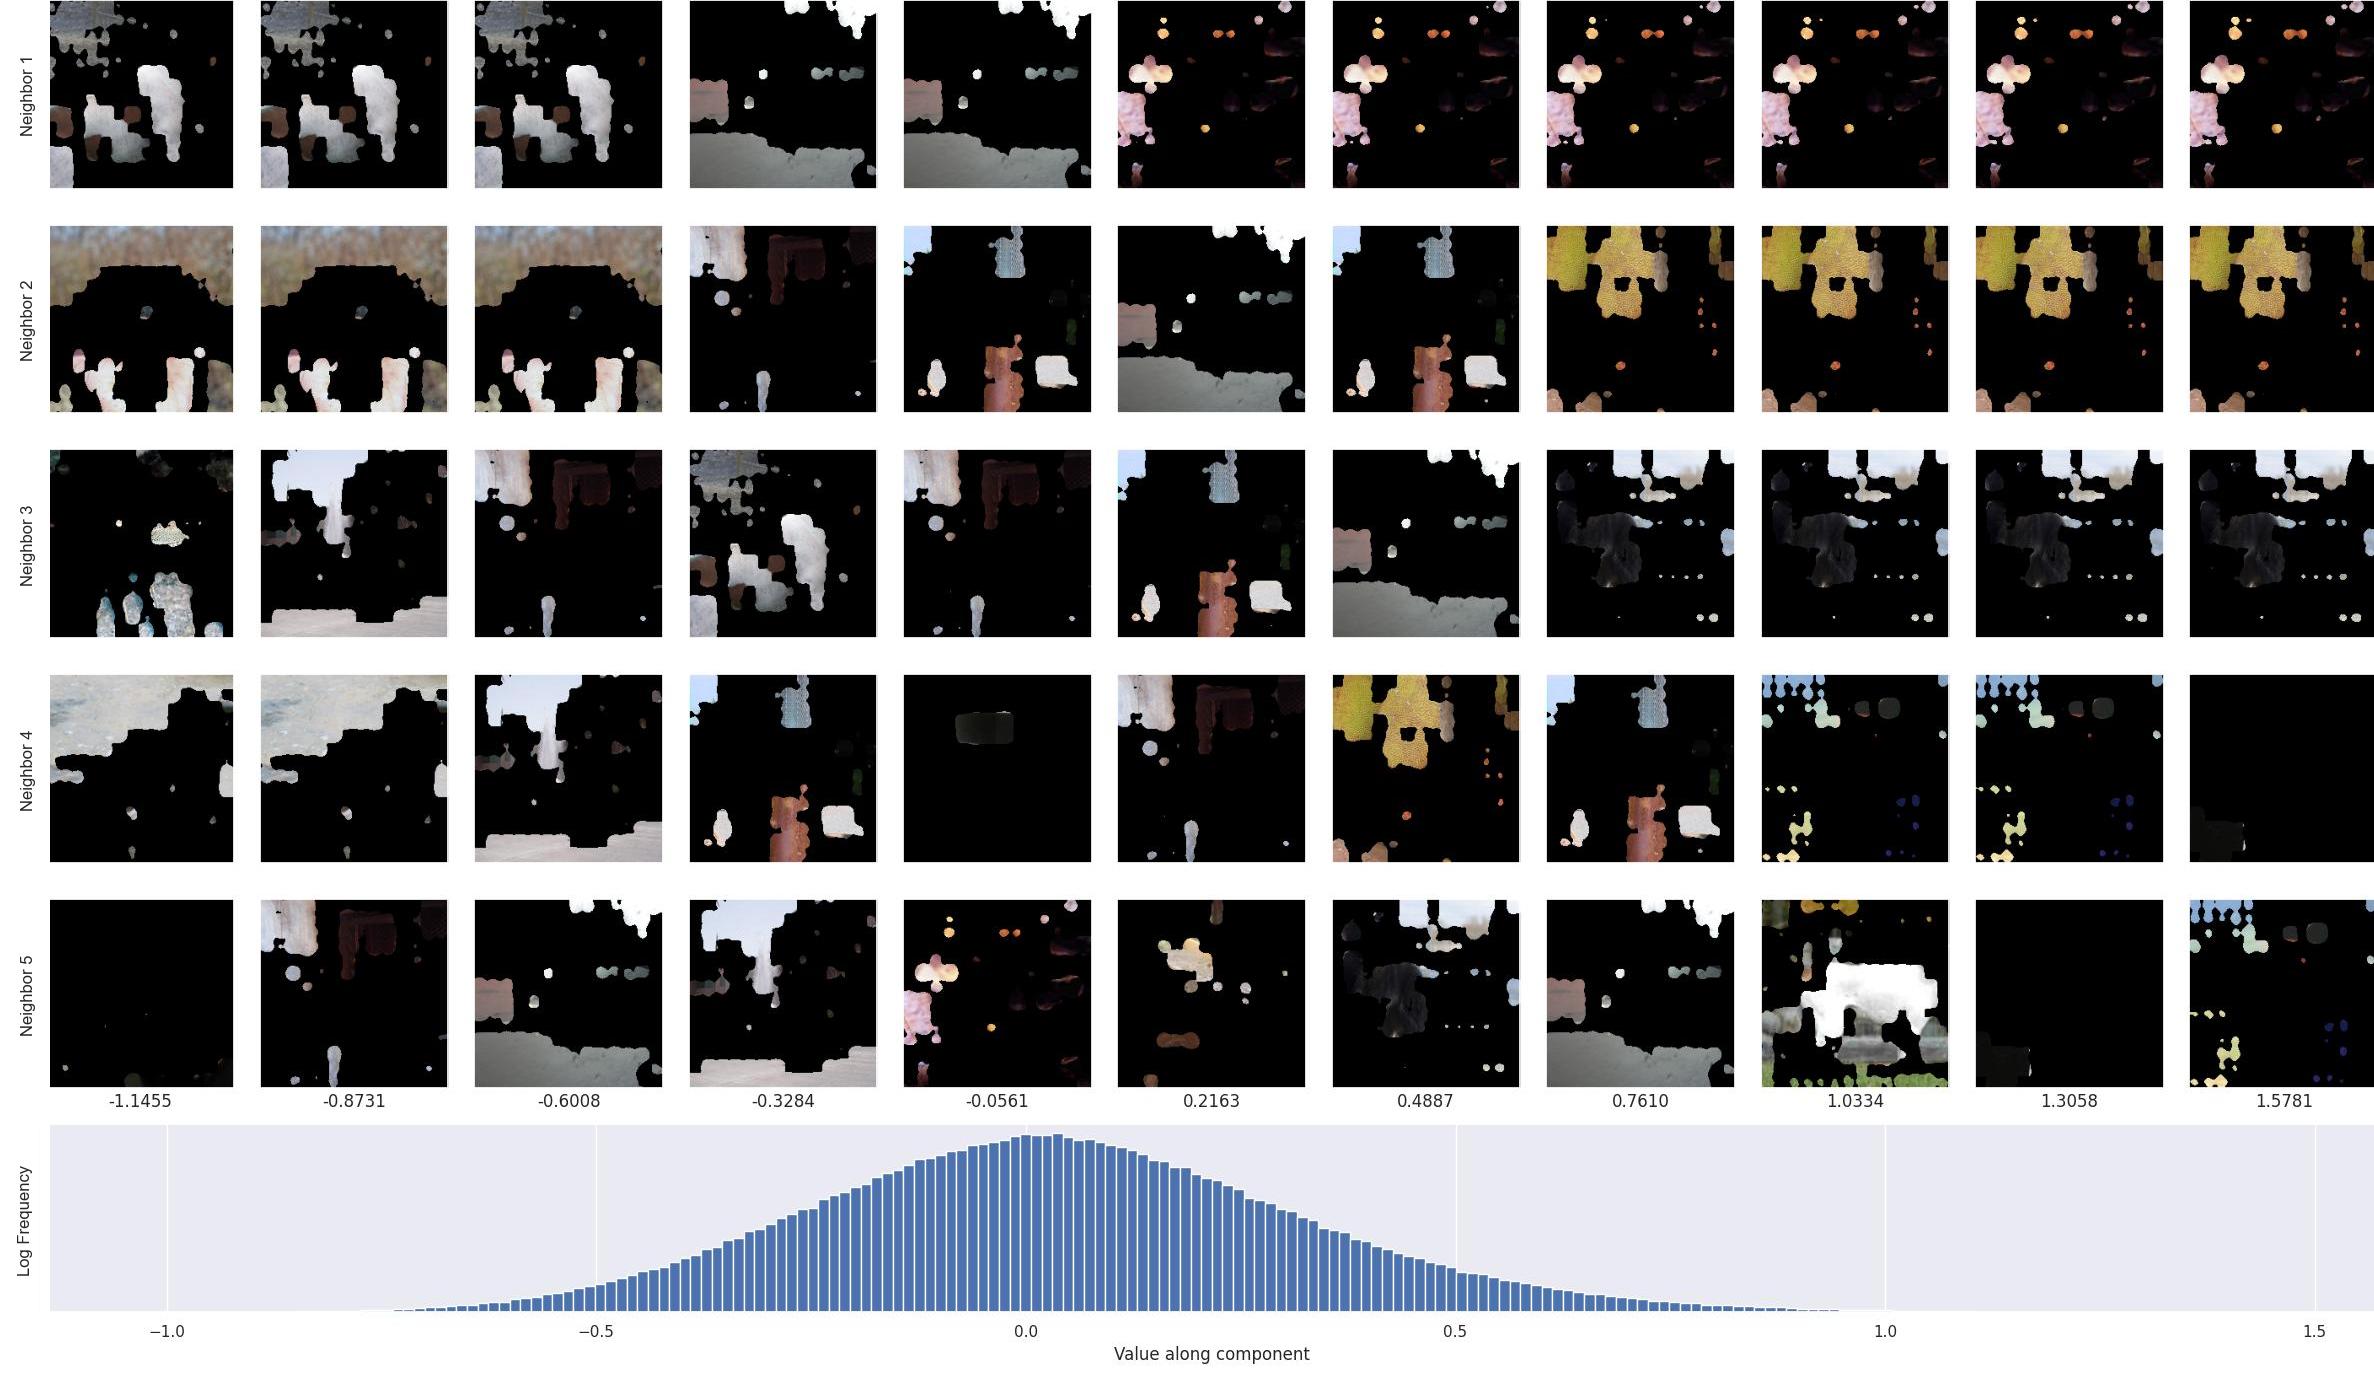 Neighbor 1
Neighbor 2
Neighbor 3
Neighbor 4
Neighbor 5
-1.1455
-0.8731
-0.6008
-0.3284
-0.0561
0.2163
0.4887
0.7610
1.0334
1.3058
1.5781
Log Frequency
−1.0
−0.5
0.0
0.5
1.0
1.5
Value along component